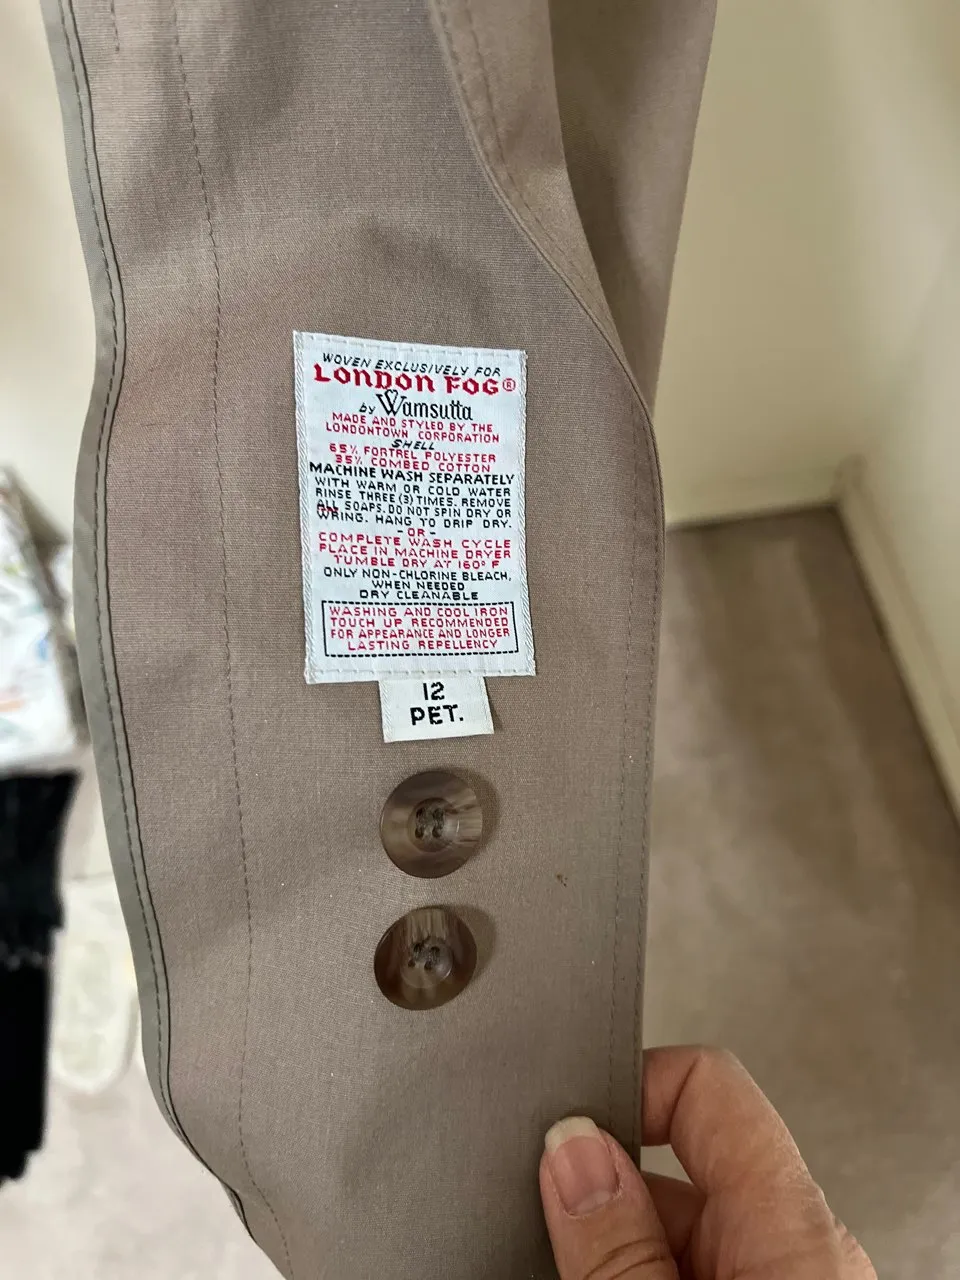 WOVEN EXCLUSIVELY FOR
LONDON FOG®
by Wamsutta
MADE AND STYLED BY THE
LONDONTOWN CORPORATION
SHELL
65% FORTREL POLYESTER
35% COMBED COTTON
MACHINE WASH SEPARATELY
WITH WARM OR COLD WATER
RINSE THREE (3) TIMES. REMOVE
ALL SOAPS. DO NOT SPIN DRY OR
WRING. HANG TO DRIP DRY.
- OR -
COMPLETE WASH CYCLE
PLACE IN MACHINE DRYER
TUMBLE DRY AT 160° F
ONLY NON-CHLORINE BLEACH,
WHEN NEEDED
DRY CLEANABLE
WASHING AND COOL IRON
TOUCH UP RECOMMENDED
FOR APPEARANCE AND LONGER
LASTING REPELLENCY
12
PET.